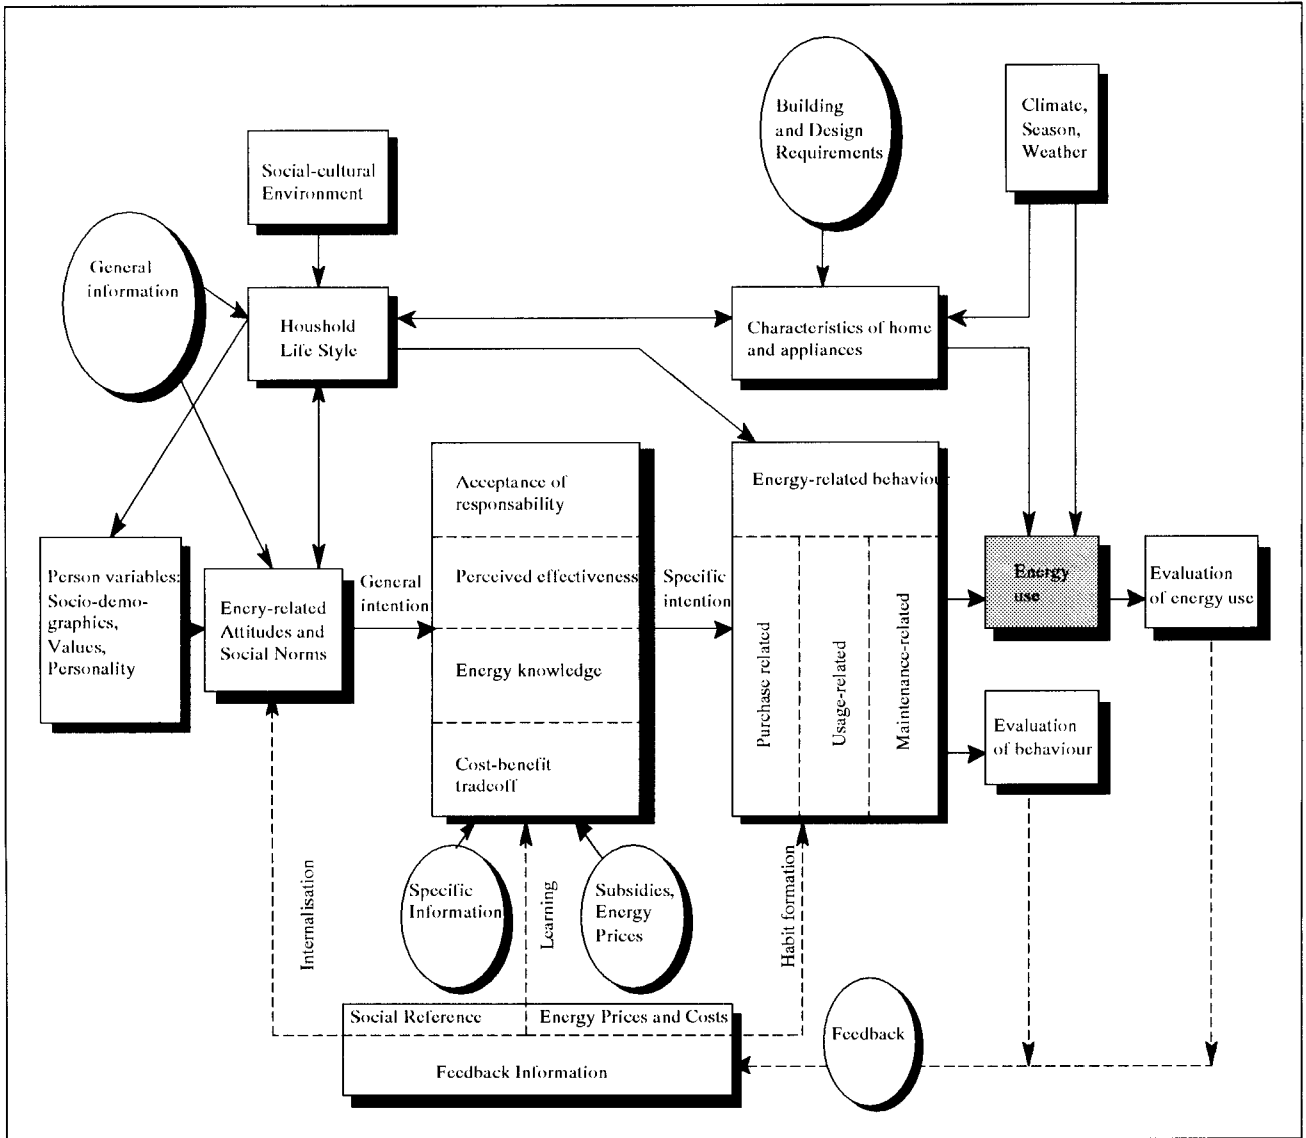 Building
and Design
Requirements
Climate,
Season,
Weather
Social-cultural
Environment
General
information
Houshold
Life Style
Characteristics of home
and appliances
Acceptance of
responsability
Energy-related behaviour
Person variables:
Socio-demo-
graphics,
Values,
Personality
Enery-related
Attitudes and
Social Norms
General
intention
Perceived effectiveness
Specific
intention
Energy
use
Evaluation
of energy use
Energy knowledge
Purchase related
Usage-related
Maintenance-related
Cost-benefit
tradeoff
Evaluation
of behaviour
Internalisation
Specific
Information
Learning
Subsidies,
Energy
Prices
Habit formation
Social Reference
Energy Prices and Costs
Feedback Information
Feedback